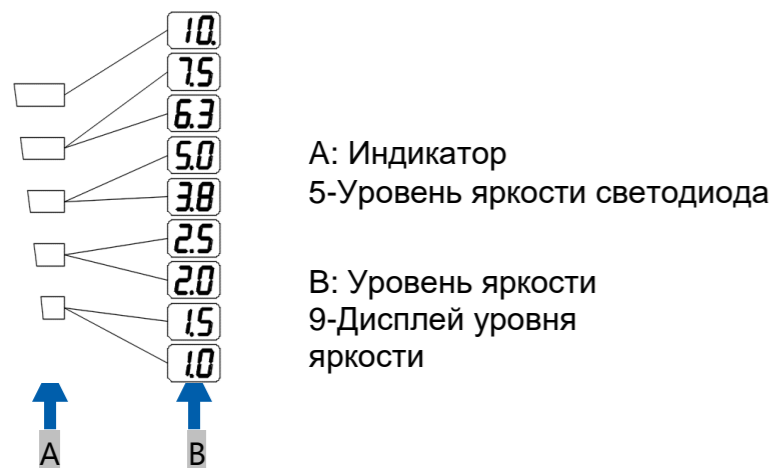 10.
7.5
6.3
5.0
3.8
2.5
2.0
1.5
1.0
A
B
А: Индикатор
5-Уровень яркости светодиода
В: Уровень яркости
9-Дисплей уровня
яркости